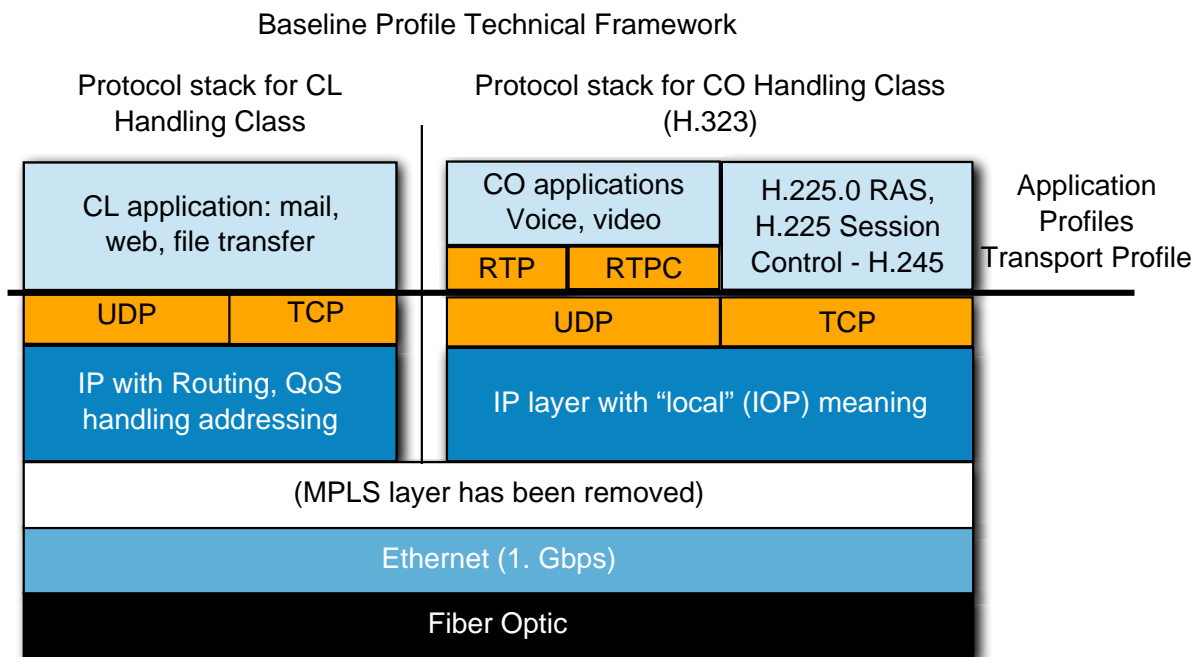 Baseline Profile Technical Framework
Protocol stack for CL
Handling Class
Protocol stack for CO Handling Class
(H.323)
CL application: mail,
web, file transfer
CO applications
Voice, video
RTP
RTPC
H.225.0 RAS,
H.225 Session
Control - H.245
Application
Profiles
Transport Profile
UDP
TCP
UDP
TCP
IP with Routing, QoS
handling addressing
IP layer with “local” (IOP) meaning
(MPLS layer has been removed)
Ethernet (1. Gbps)
Fiber Optic